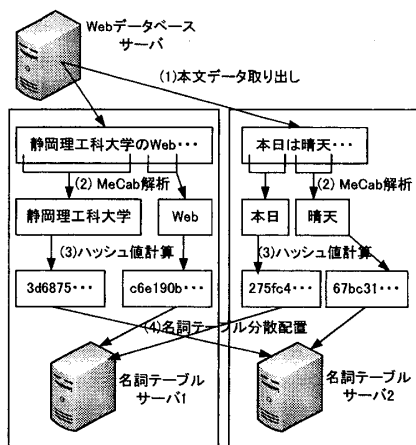 Webデータベース
サーバ
(1)本文データ取り出し
静岡理工科大学のWeb・・・
本日は晴天・・・
(2) MeCab解析
(2) MeCab解析
静岡理工科大学
Web
本日
晴天
(3)ハッシュ値計算
(3)ハッシュ値計算
3d6875・・・
c6e190b・・・
275fc4・・・
67bc31・・・
(4)名詞テーブル分散配置
名詞テーブル
サーバ1
名詞テーブル
サーバ2